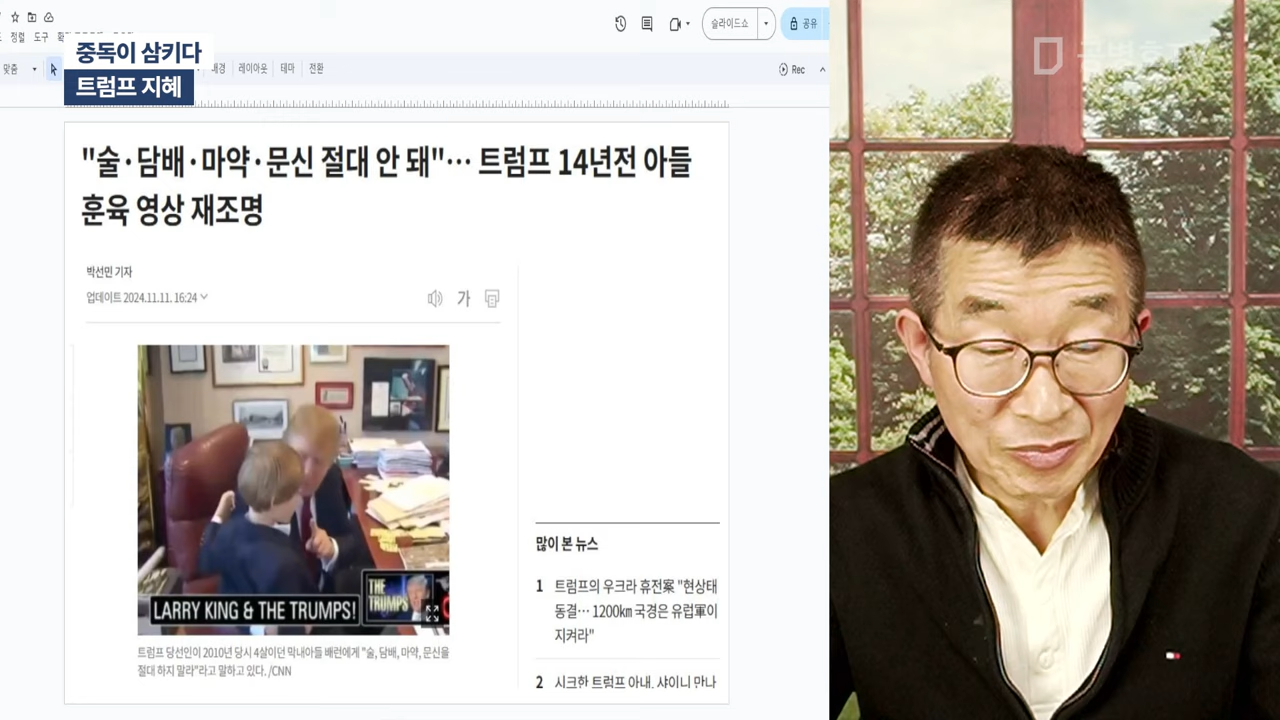 정렬 도구
슬라이드쇼
공유
중독이 삼키다
트럼프 지혜
맞춤
배경 레이아웃 테마 전환
Rec
"술·담배·마약·문신 절대 안 돼"… 트럼프 14년전 아들
훈육 영상 재조명
박선민 기자
업데이트 2024.11.11. 16:24
가
THE
TRUMPS
LARRY KING & THE TRUMPS!
트럼프 당선인이 2010년 당시 4살이던 막내아들 배런에게 "술, 담배, 마약, 문신을
절대 하지 말라"라고 말하고 있다. /CNN
많이 본 뉴스
1 트럼프의 우크라 휴전案 "현상태
동결… 1200㎞ 국경은 유럽軍이
지켜라"
2 시크한 트럼프 아내, 샤이니 만나